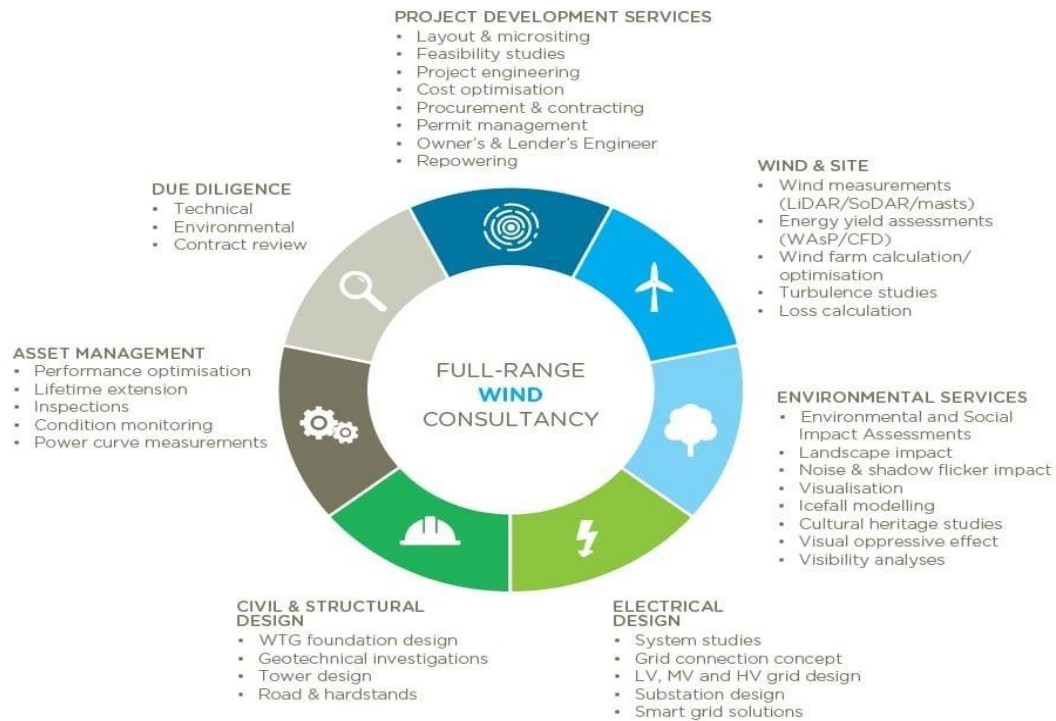 PROJECT DEVELOPMENT SERVICES
• Layout & micrositing
• Feasibility studies
• Project engineering
• Cost optimisation
• Procurement & contracting
• Permit management
• Owner's & Lender's Engineer
• Repowering
WIND & SITE
• Wind measurements
(LiDAR/SoDAR/masts)
• Energy yield assessments
(WAsP/CFD)
• Wind farm calculation/
optimisation
• Turbulence studies
• Loss calculation
ENVIRONMENTAL SERVICES
• Environmental and Social
Impact Assessments
• Landscape impact
• Noise & shadow flicker impact
• Visualisation
• Icefall modelling
• Cultural heritage studies
• Visual oppressive effect
• Visibility analyses
ELECTRICAL
DESIGN
• System studies
• Grid connection concept
• LV, MV and HV grid design
• Substation design
• Smart grid solutions
CIVIL & STRUCTURAL
DESIGN
• WTG foundation design
• Geotechnical investigations
• Tower design
• Road & hardstands
ASSET MANAGEMENT
• Performance optimisation
• Lifetime extension
• Inspections
• Condition monitoring
• Power curve measurements
DUE DILIGENCE
• Technical
• Environmental
• Contract review
FULL-RANGE
WIND
CONSULTANCY